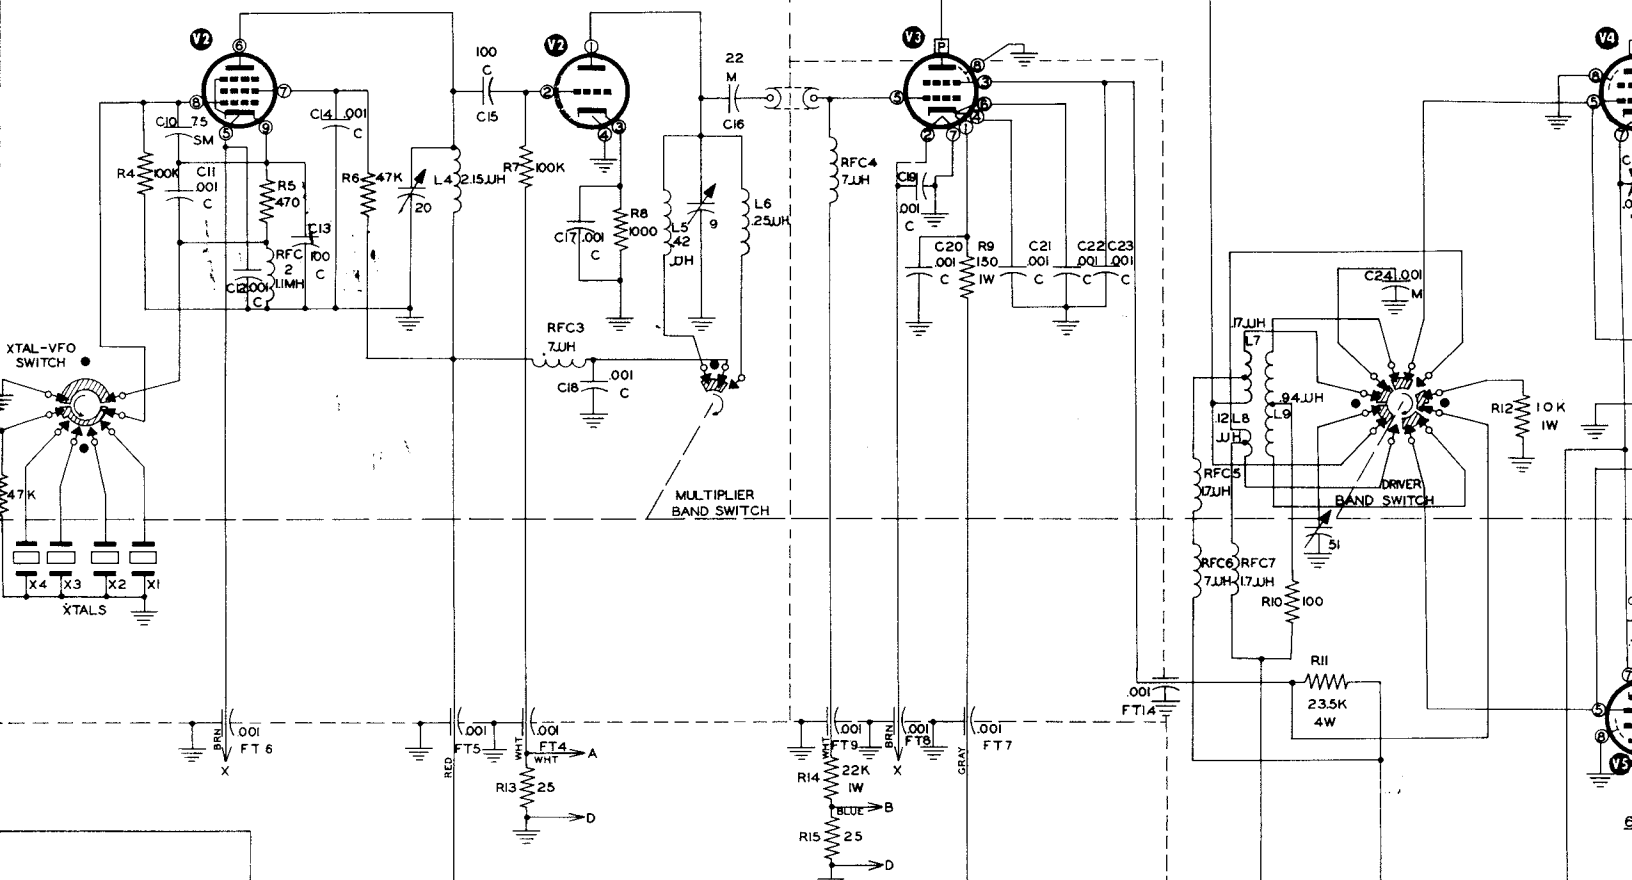 V2
6
7
8
5
9
C10 75
SM
C14 .001
C
R4 100K
C11
.001
C
R5
470
C13
100
C
RFC
2
1.1MH
C12 .001
C
R6 47K
20
L4 2.15UH
100
C
C15
R7 100K
V2
1
2
3
4
C17 .001
C
R8
1000
L5
.42
UH
9
L6
.25UH
22
M
C16
RFC3
7UH
C18 .001
C
MULTIPLIER
BAND SWITCH
XTAL-VFO
SWITCH
47K
X4 X3 X2 X1
XTALS
V3
P
8
3
5
6
4
2
7
1
RFC4
7UH
C19
.001
C
C20
.001
C
R9
150
1W
C21
.001
C
C22
.001
C
C23
.001
C
.17UH
L7
.94UH
L9
.12 L8
UH
C24 .001
M
R12 10K
1W
DRIVER
BAND SWITCH
51
RFC5
1.7UH
RFC6
7UH
RFC7
1.7UH
R10 100
R11
23.5K
4W
.001
FT14
V4
8
5
7
C
7
5
8
V5
6
BRN
.001
FT6
X
RED
.001
FT5
WHT
.001
FT4
WHT
A
R13 25
D
WHT
.001
FT9
R14 22K
1W
BLUE
B
R15 25
D
BRN
.001
FT8
X
GRAY
.001
FT7